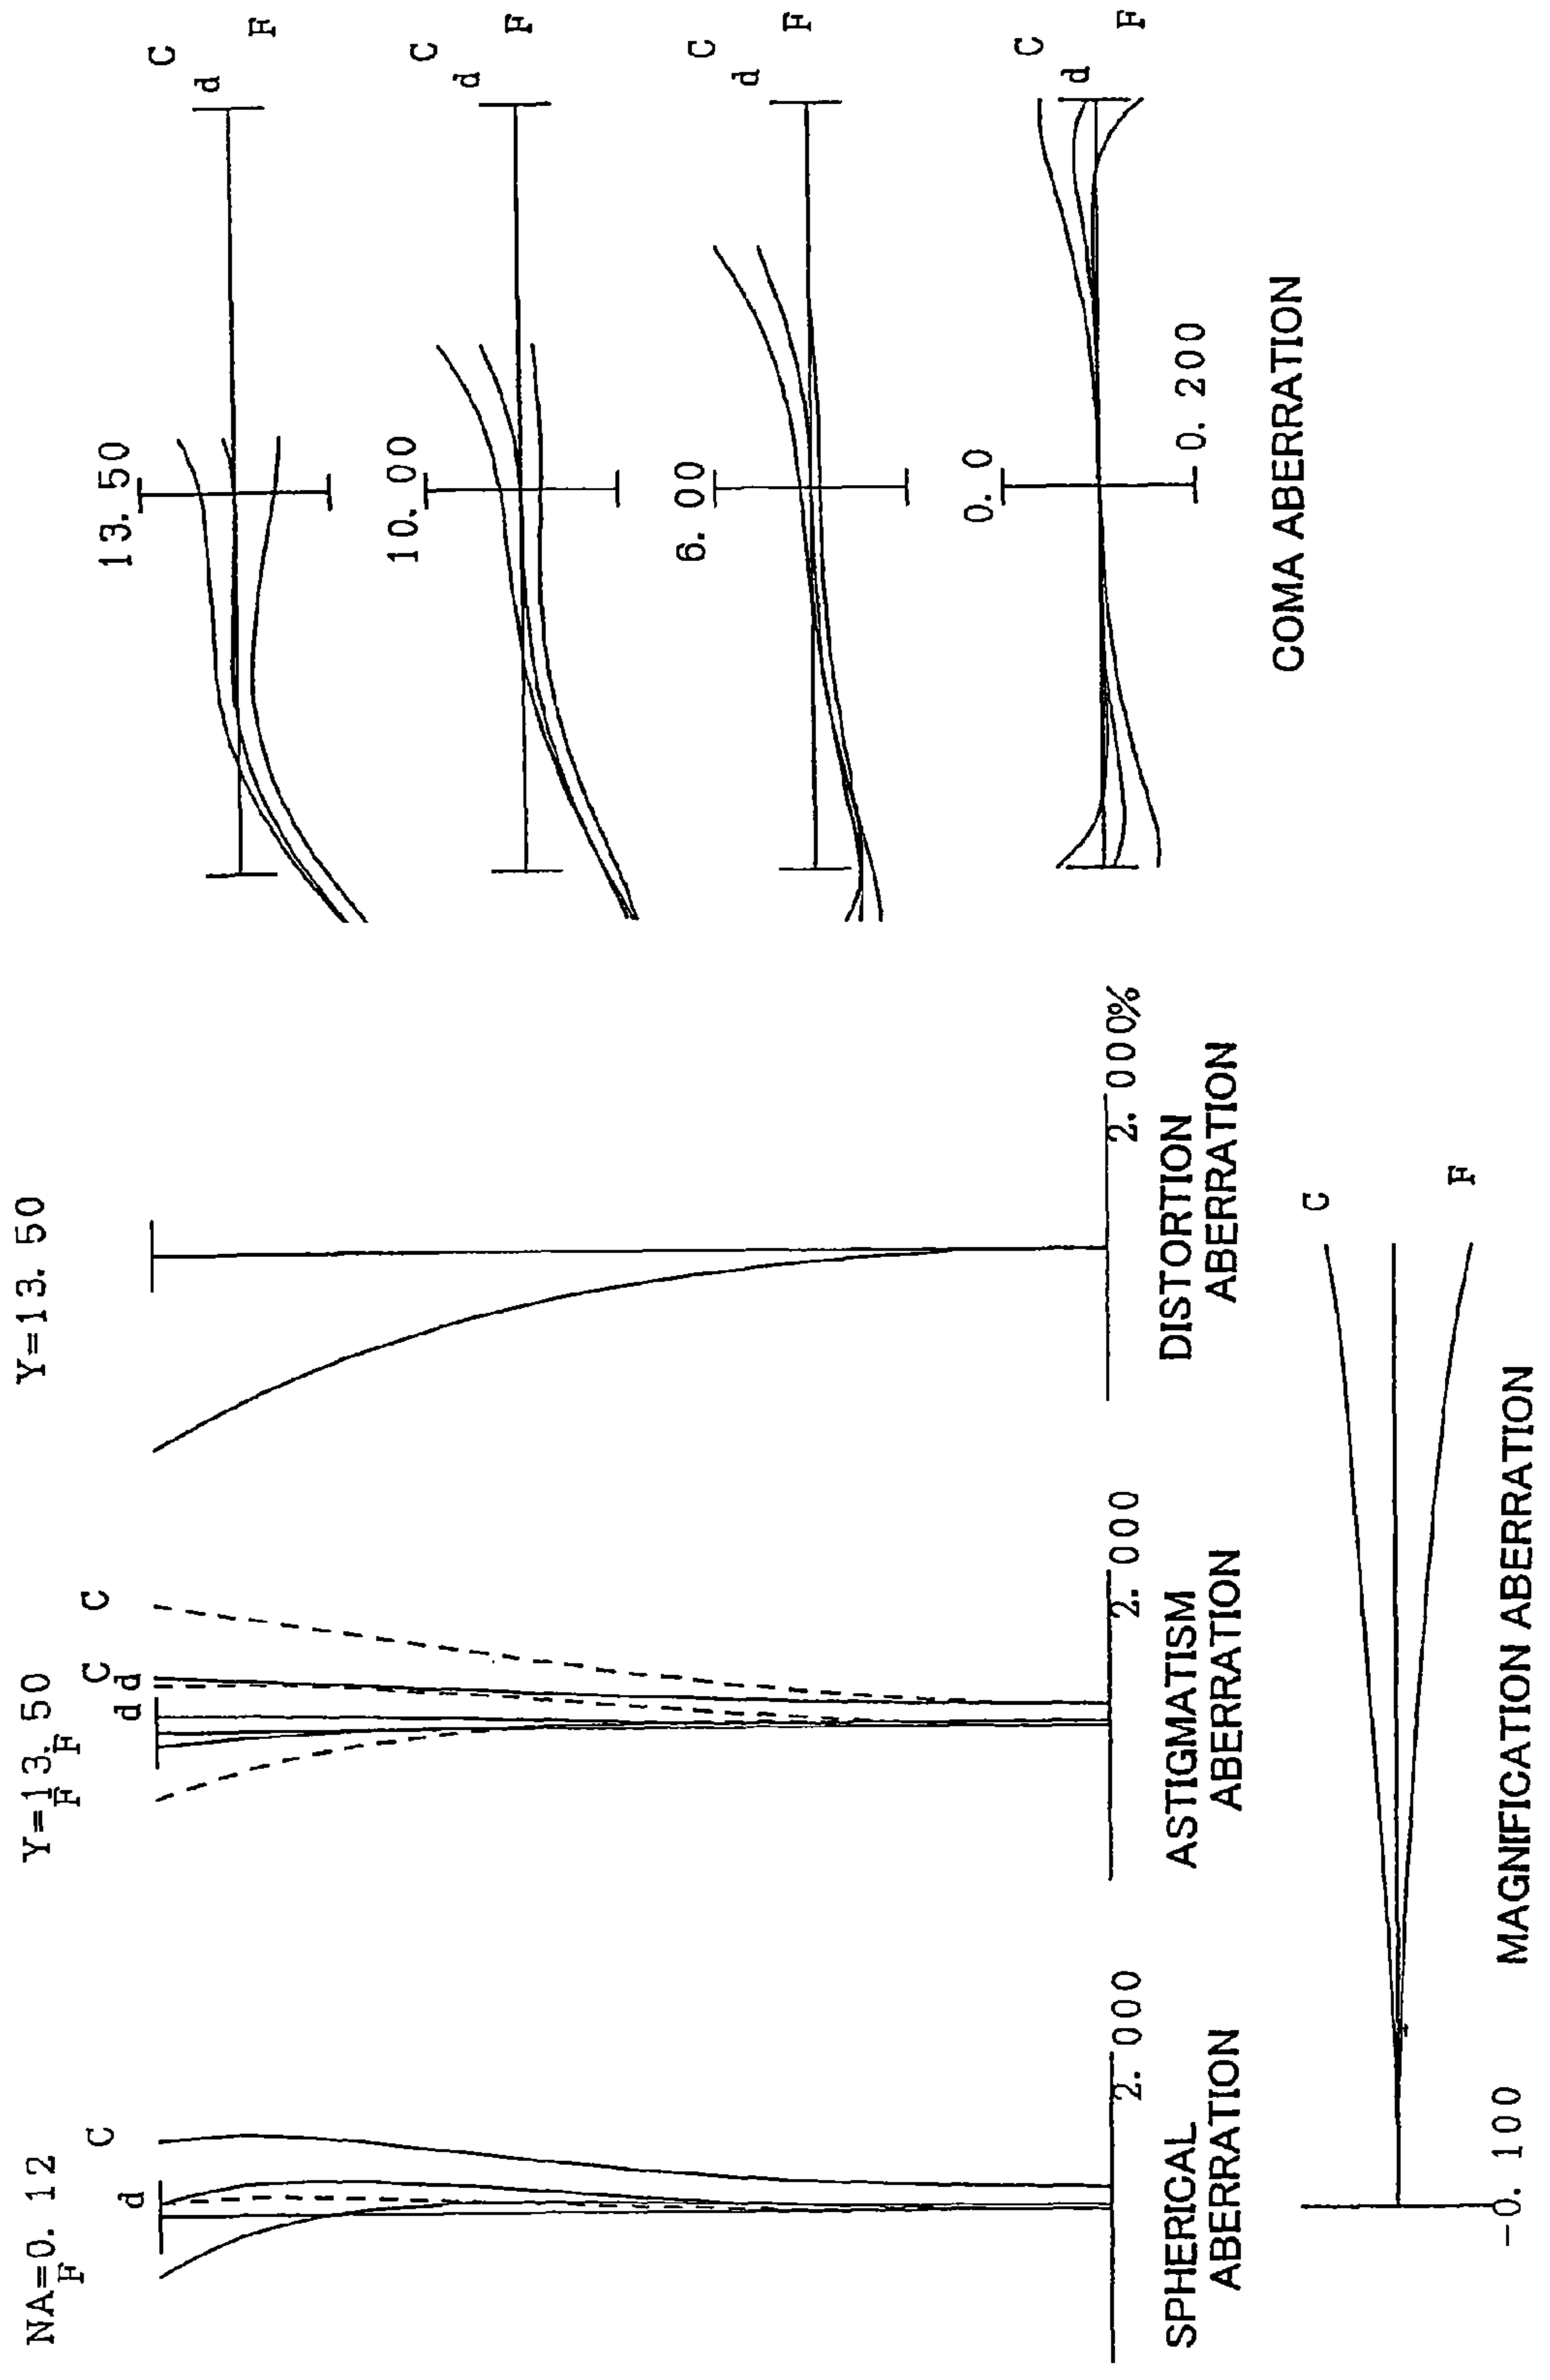 NA=0. 12
F
d
C
2. 000
SPHERICAL
ABERRATION
Y=13. 50
F
F
d
d
C
C
2. 000
ASTIGMATISM
ABERRATION
Y=13. 50
2. 000%
DISTORTION
ABERRATION
13. 50
C
d
F
10. 00
C
d
F
6. 00
C
d
F
0. 0
C
d
F
0. 200
COMA ABERRATION
C
F
-0. 100
MAGNIFICATION ABERRATION